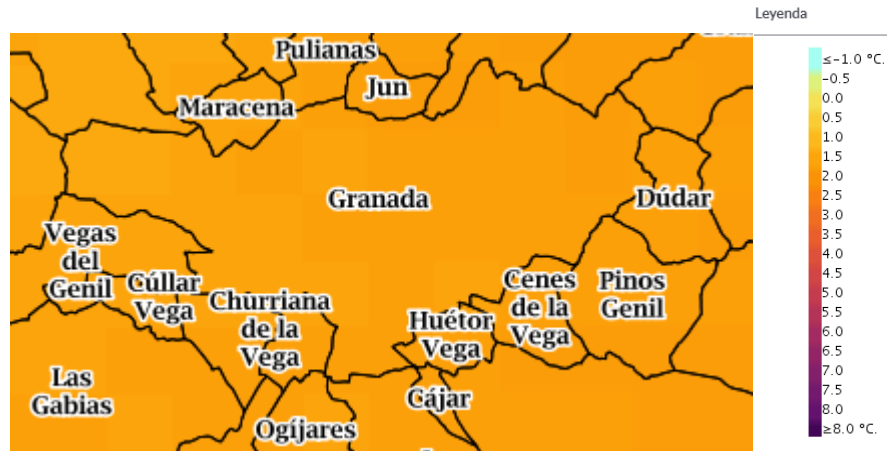 Leyenda
Pulianas
Jun
Maracena
Granada
Dúdar
Vegas
del
Genil
Cúllar
Vega
Churriana
de la
Vega
Huétor
Vega
Cenes
de la
Vega
Pinos
Genil
Las
Gabias
Cájar
Ogíjares
≤-1.0 °C.
-0.5
0.0
0.5
1.0
1.5
2.0
2.5
3.0
3.5
4.0
4.5
5.0
5.5
6.0
6.5
7.0
7.5
8.0
≥8.0 °C.